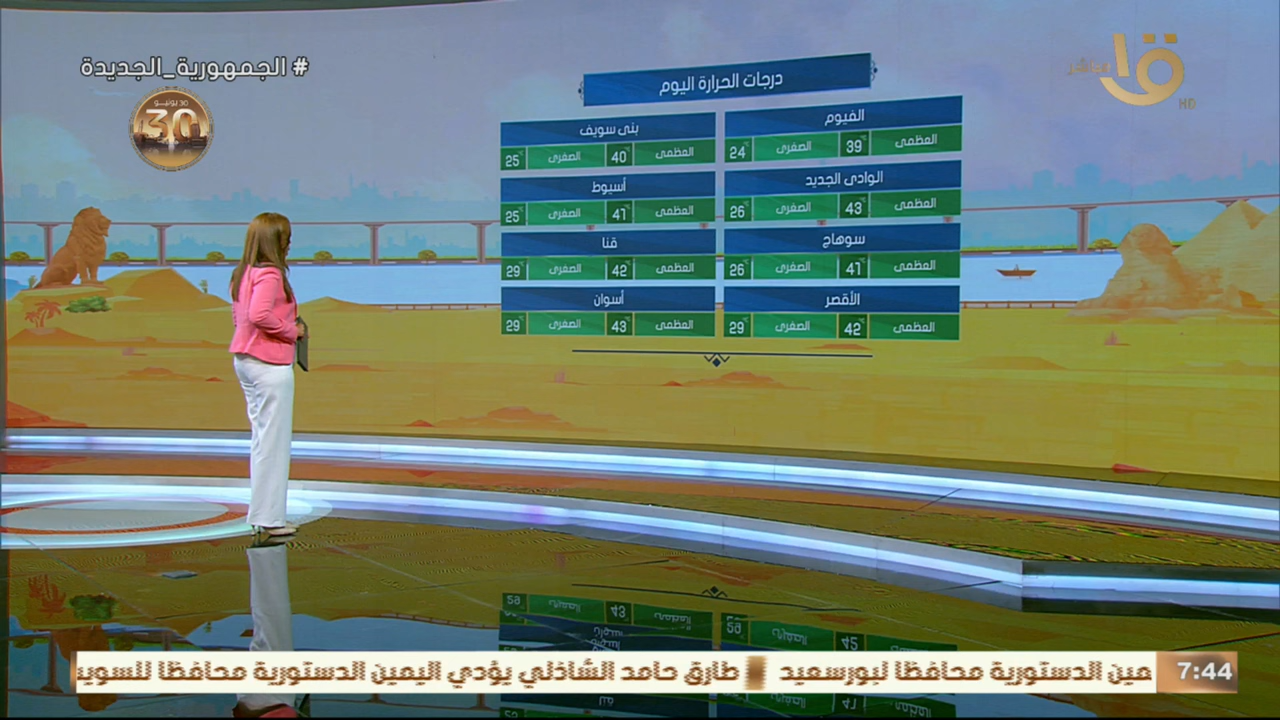 # الجمهورية_الجديدة
30 يونيو
30
مباشر
HD
درجات الحرارة اليوم
الفيوم
العظمى 39 الصغرى 24
بنى سويف
العظمى 40 الصغرى 25
الوادى الجديد
العظمى 43 الصغرى 26
أسيوط
العظمى 41 الصغرى 25
سوهاج
العظمى 41 الصغرى 26
قنا
العظمى 42 الصغرى 29
الأقصر
العظمى 42 الصغرى 29
أسوان
العظمى 43 الصغرى 29
7:44
مين الدستورية محافظا لبورسعيد طارق حامد الشاذلي يؤدي اليمين الدستورية محافظا للسوي